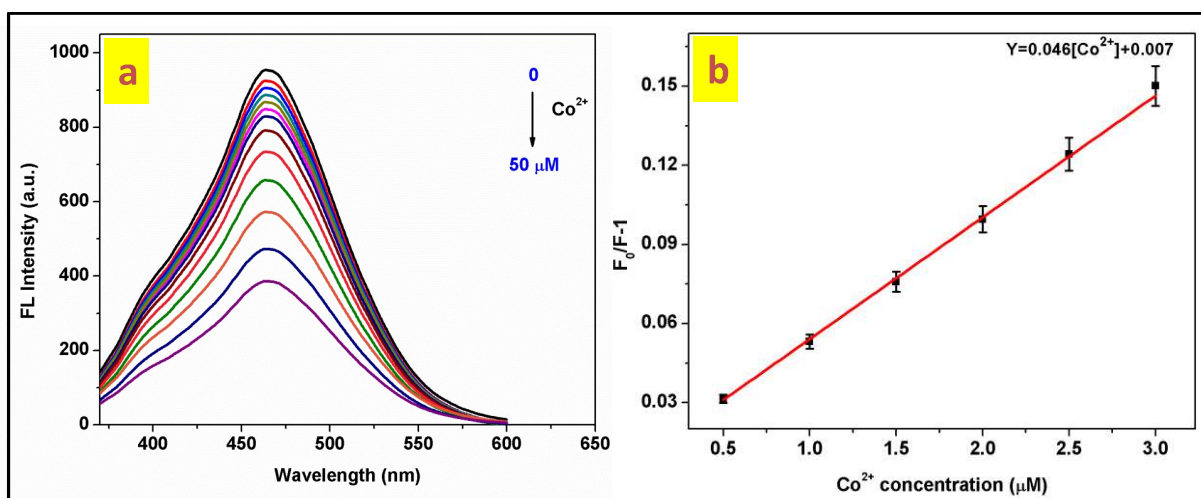 a
1000
800
600
400
200
0
400
450
500
550
600
650
FL Intensity (a.u.)
Wavelength (nm)
0
Co²⁺
50 μM
b
Y=0.046[Co²⁺]+0.007
0.15
0.12
0.09
0.06
0.03
0.5
1.0
1.5
2.0
2.5
3.0
F₀/F-1
Co²⁺ concentration (μM)